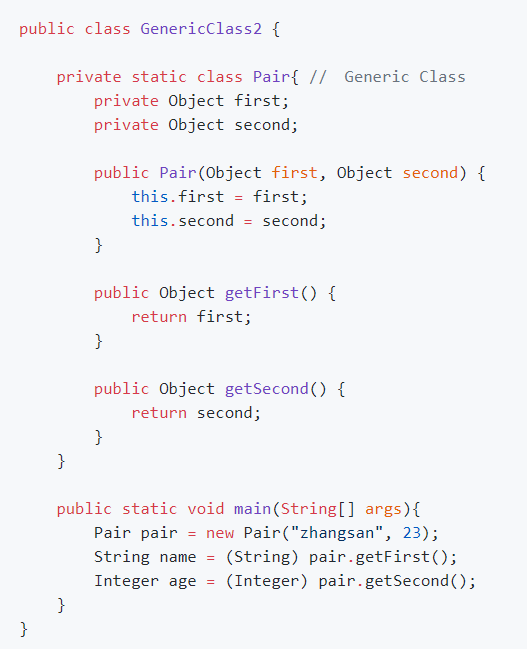 public class GenericClass2 {
    private static class Pair{ //  Generic Class
        private Object first;
        private Object second;
        public Pair(Object first, Object second) {
            this.first = first;
            this.second = second;
        }
        public Object getFirst() {
            return first;
        }
        public Object getSecond() {
            return second;
        }
    }
    public static void main(String[] args){
        Pair pair = new Pair("zhangsan", 23);
        String name = (String) pair.getFirst();
        Integer age = (Integer) pair.getSecond();
    }
}